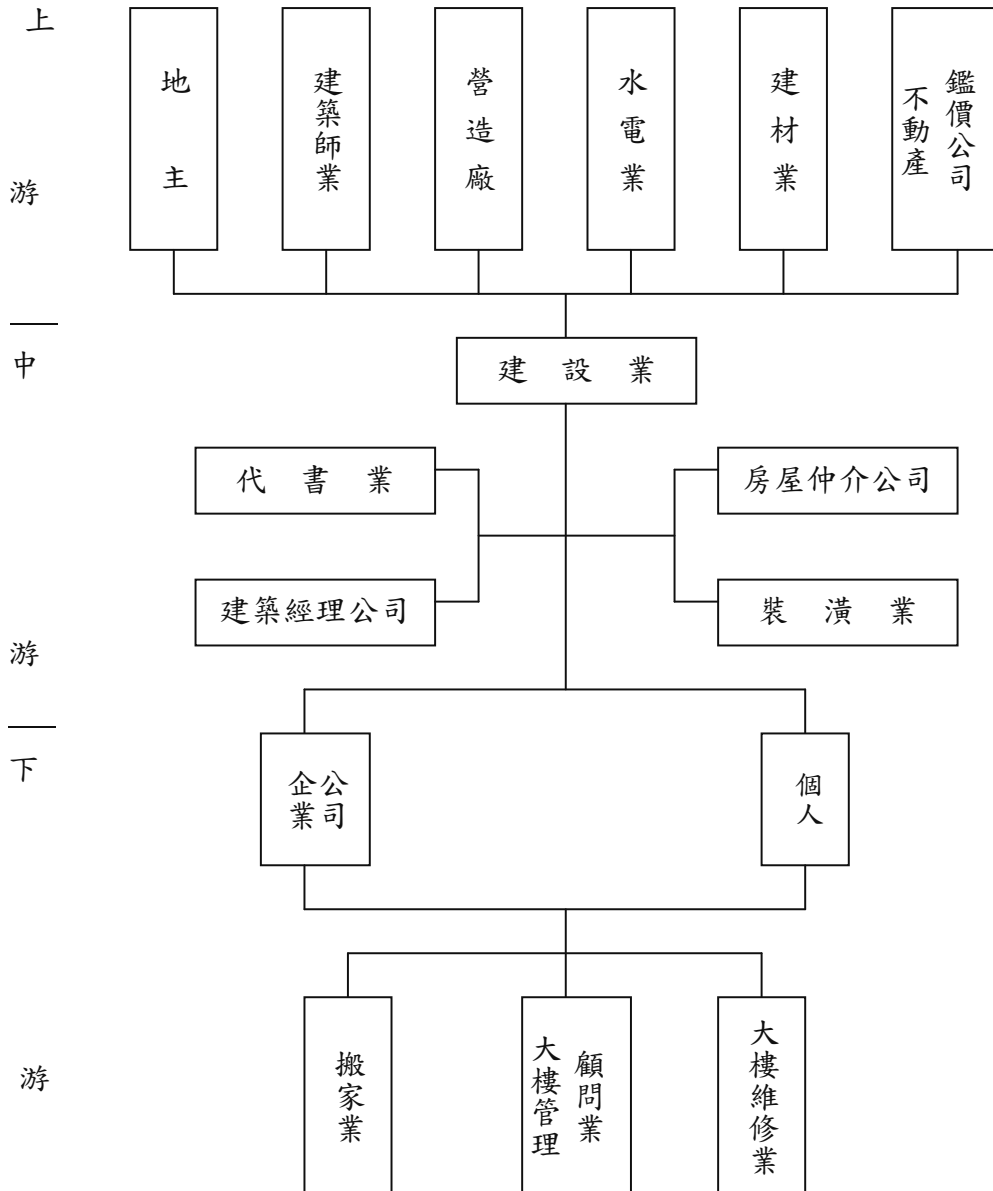 上
游
地主
建築師業
營造廠
水電業
建材業
鑑價公司
不動產
中
游
建設業
代書業
房屋仲介公司
建築經理公司
裝潢業
下
游
公司
企業
個人
搬家業
顧問業
大樓管理
大樓維修業